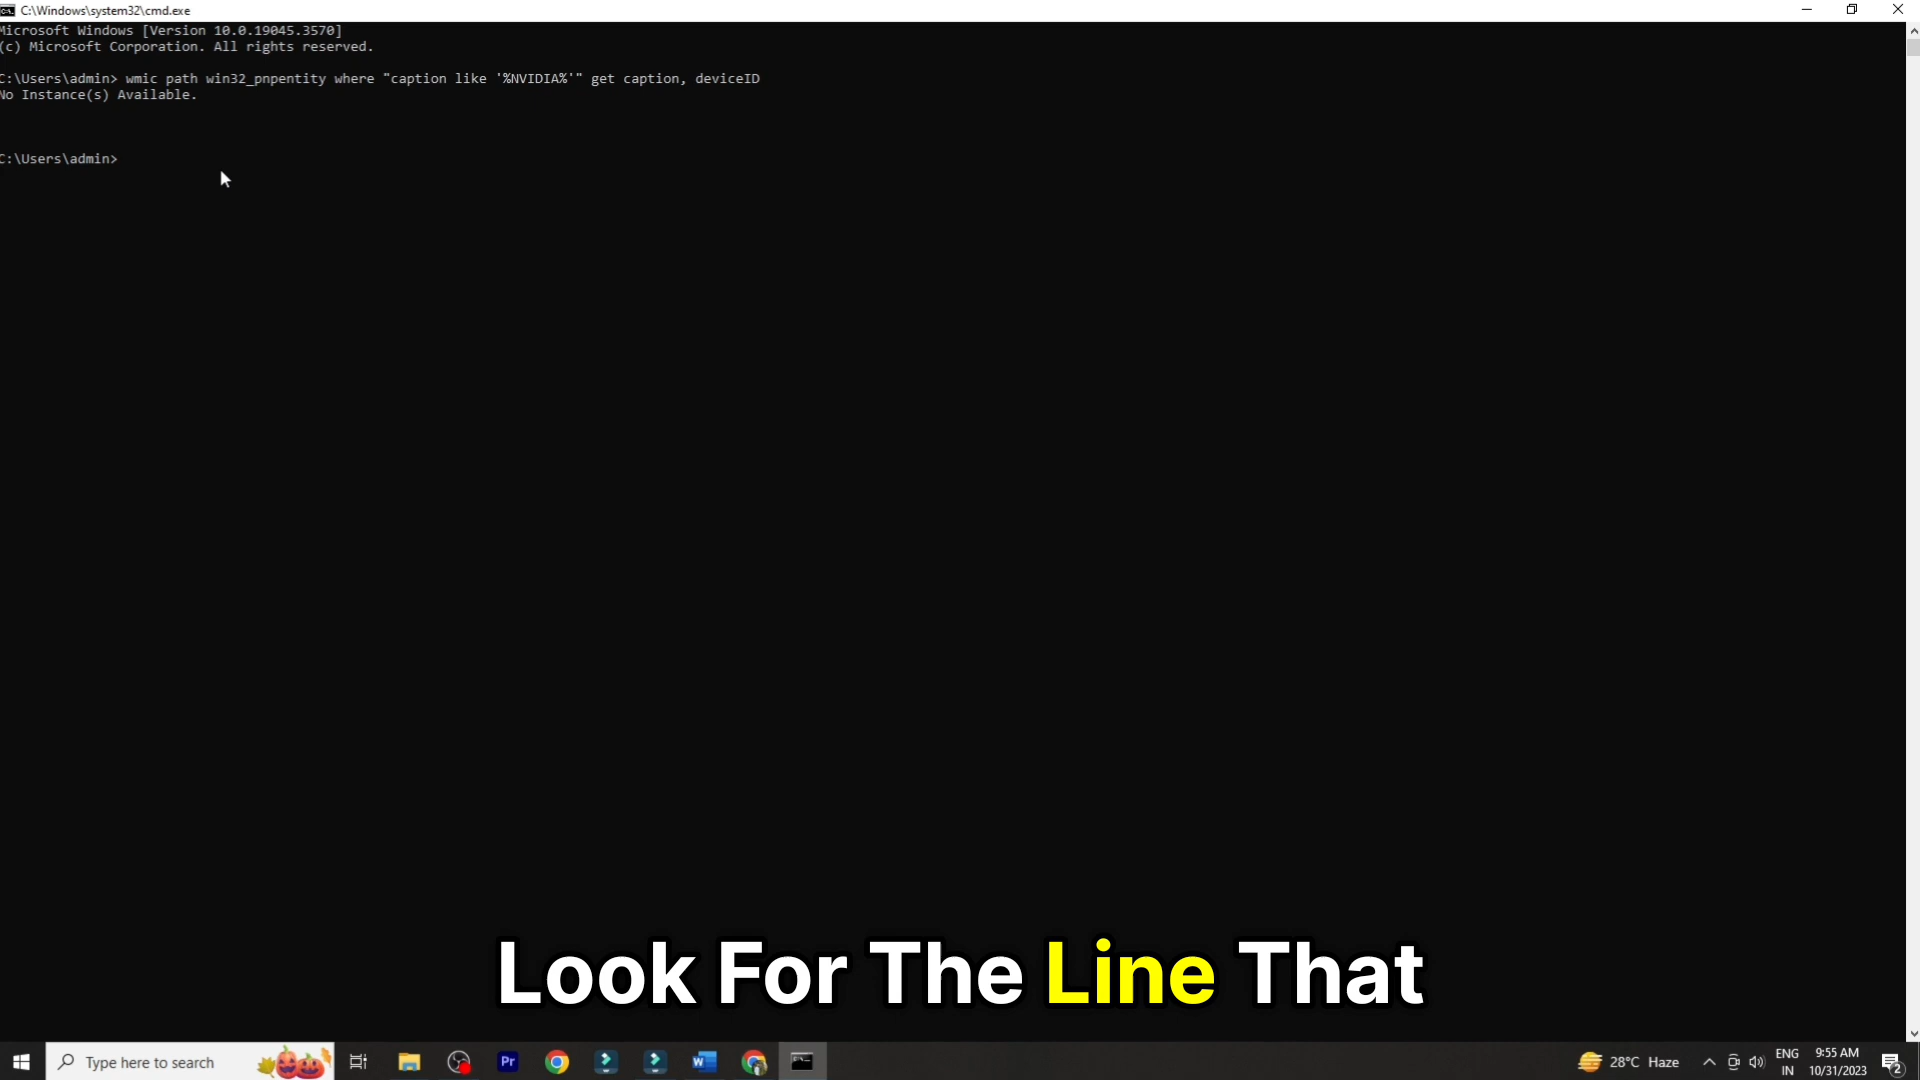 C:\Windows\system32\cmd.exe
Microsoft Windows [Version 10.0.19045.3570]
(c) Microsoft Corporation. All rights reserved.
C:\Users\admin> wmic path win32_pnpentity where "caption like '%NVIDIA%'" get caption, deviceID
No Instance(s) Available.
C:\Users\admin>
Look For The Line That
Type here to search
Pr
W
28°C Haze
ENG
IN
9:55 AM
10/31/2023
2